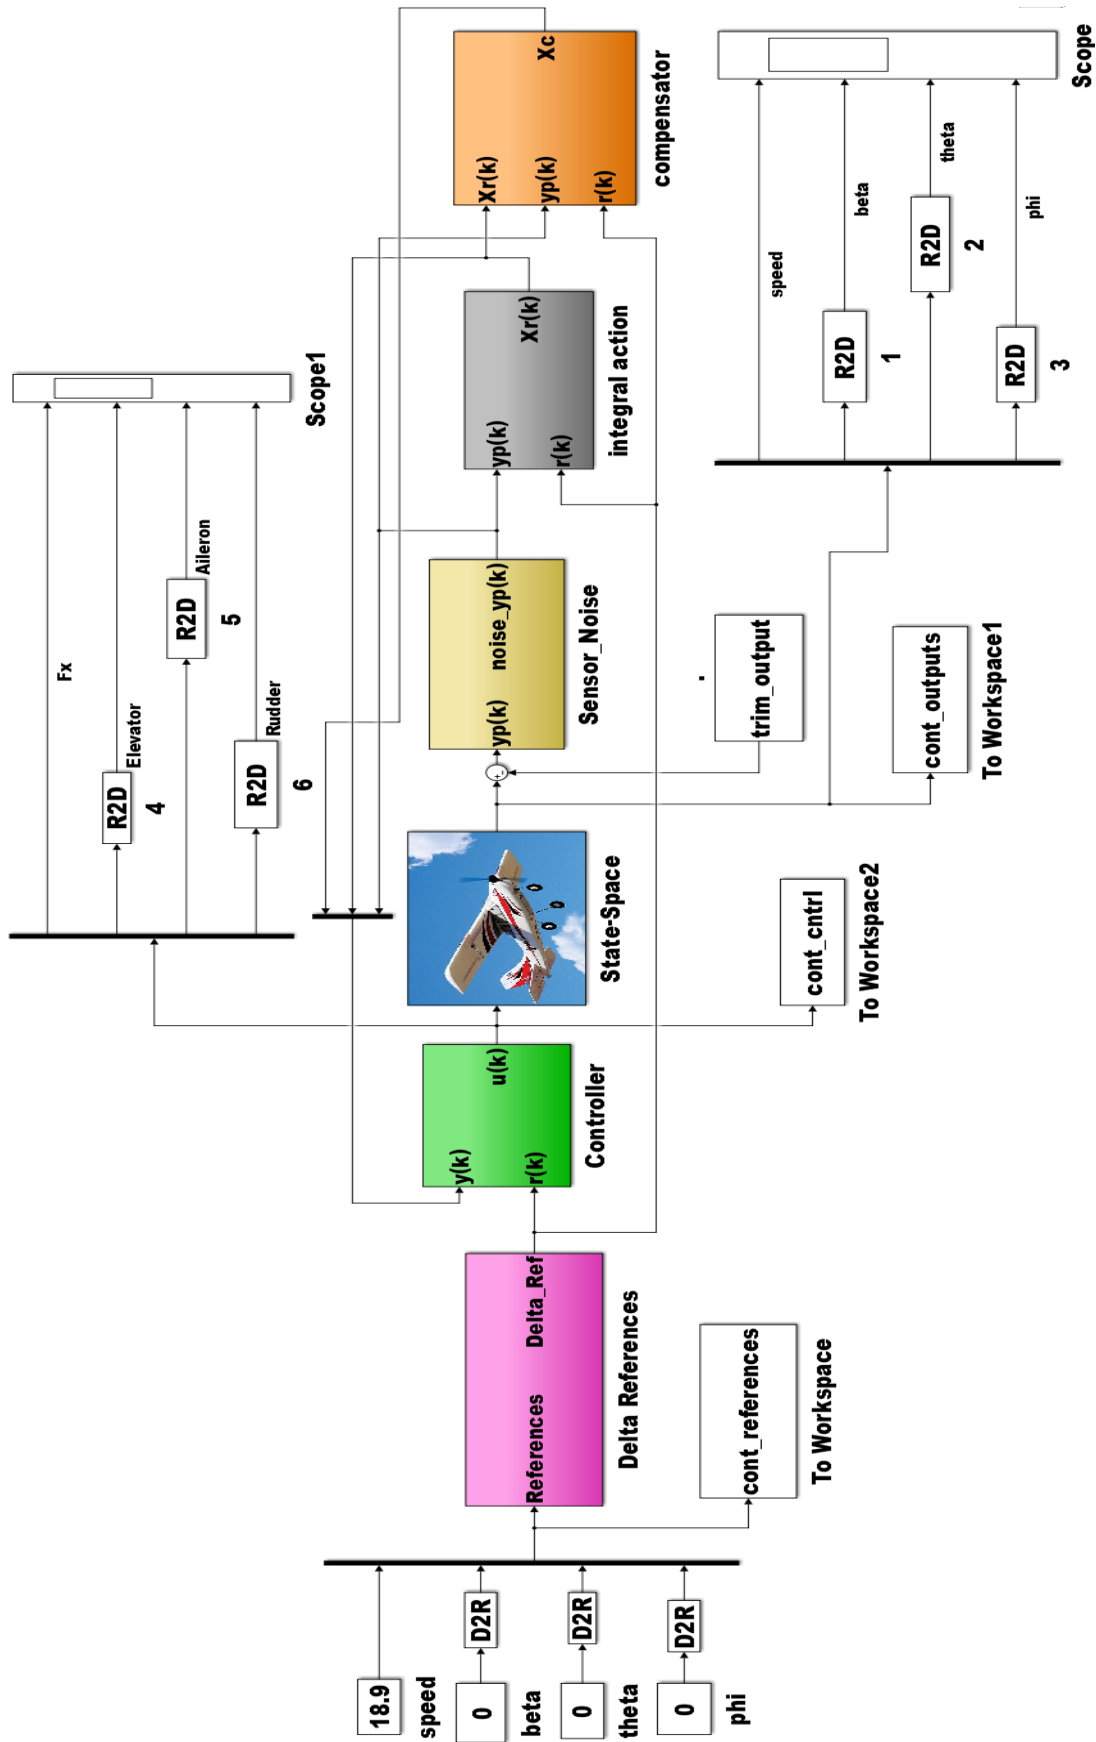 18.9
speed
0
beta
0
theta
0
phi
D2R
D2R
D2R
References
Delta_Ref
Delta References
cont_references
To Workspace
y(k)
r(k)
u(k)
Controller
cont_cntrl
To Workspace2
State-Space
+
yp(k)
noise_yp(k)
Sensor_Noise
trim_output
cont_outputs
To Workspace1
yp(k)
r(k)
Xr(k)
integral action
Xr(k)
yp(k)
r(k)
Xc
compensator
Fx
R2D
4
Elevator
R2D
5
Aileron
R2D
6
Rudder
Scope1
speed
R2D
1
beta
R2D
2
theta
R2D
3
phi
Scope